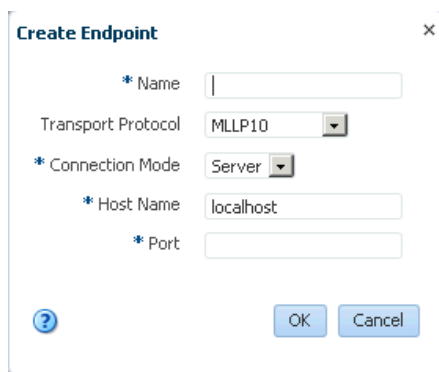 Create Endpoint
* Name
Transport Protocol MLLP10
* Connection Mode Server
* Host Name localhost
* Port
OK Cancel